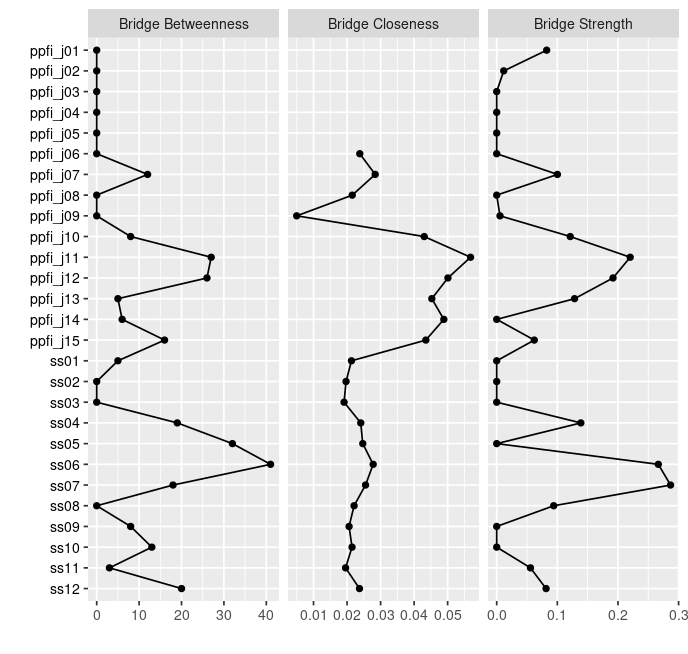 Bridge Betweenness Bridge Closeness Bridge Strength
ppfi_j01
ppfi_j02
ppfi_j03
ppfi_j04
ppfi_j05
ppfi_j06
ppfi_j07
ppfi_j08
ppfi_j09
ppfi_j10
ppfi_j11
ppfi_j12
ppfi_j13
ppfi_j14
ppfi_j15
ss01
ss02
ss03
ss04
ss05
ss06
ss07
ss08
ss09
ss10
ss11
ss12
0 10 20 30 40 0.01 0.02 0.03 0.04 0.05 0.0 0.1 0.2 0.3